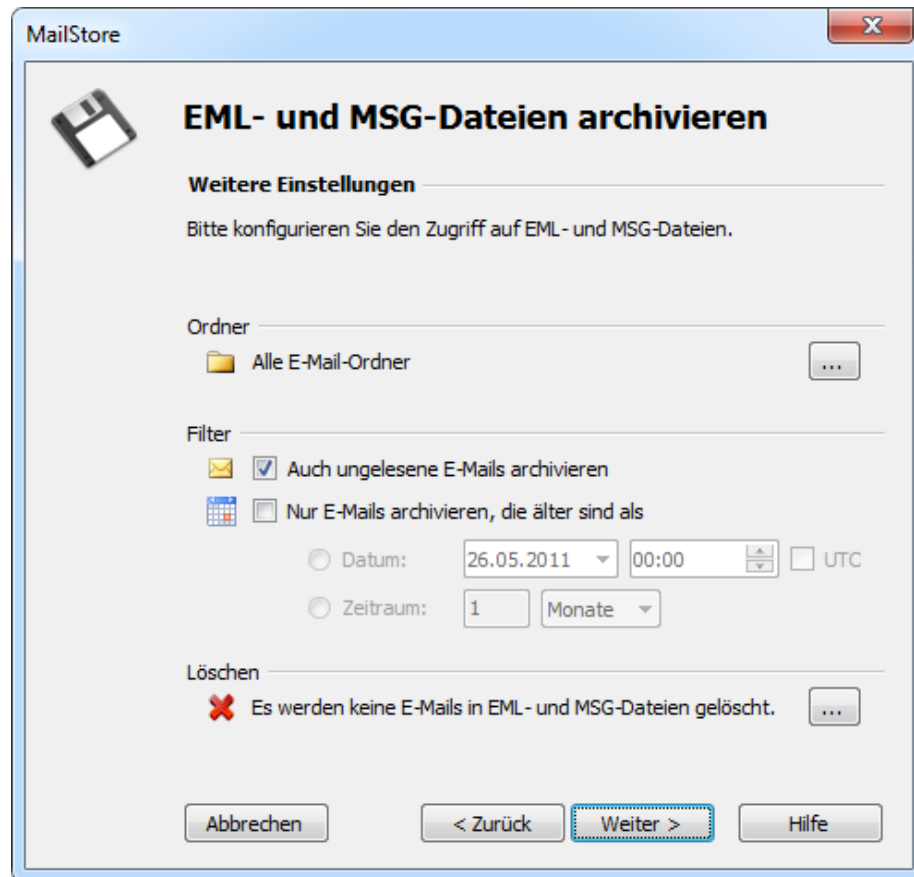 MailStore
EML- und MSG-Dateien archivieren
Weitere Einstellungen
Bitte konfigurieren Sie den Zugriff auf EML- und MSG-Dateien.
Ordner
Alle E-Mail-Ordner ...
Filter
Auch ungelesene E-Mails archivieren
Nur E-Mails archivieren, die älter sind als
Datum: 26.05.2011 00:00 UTC
Zeitraum: 1 Monate
Löschen
Es werden keine E-Mails in EML- und MSG-Dateien gelöscht. ...
Abbrechen < Zurück Weiter > Hilfe